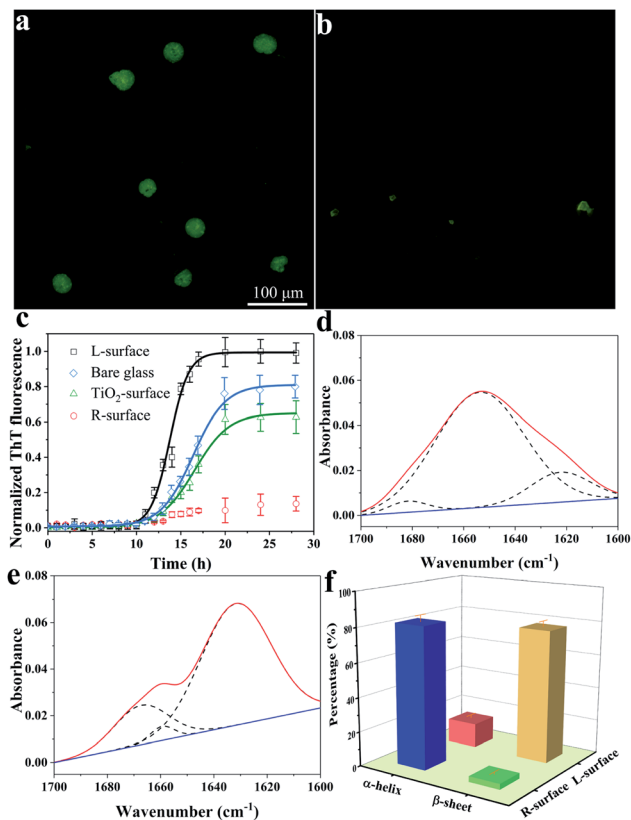 a
b
100 μm
c
Normalized ThT fluorescence
1.0
0.8
0.6
0.4
0.2
0.0
L-surface
Bare glass
TiO2-surface
R-surface
0 5 10 15 20 25 30
Time (h)
d
Absorbance
0.08
0.06
0.04
0.02
0.00
1700 1680 1660 1640 1620 1600
Wavenumber (cm-1)
e
Absorbance
0.08
0.06
0.04
0.02
0.00
1700 1680 1660 1640 1620 1600
Wavenumber (cm-1)
f
Percentage (%)
100
80
60
40
20
0
α-helix
β-sheet
R-surface
L-surface